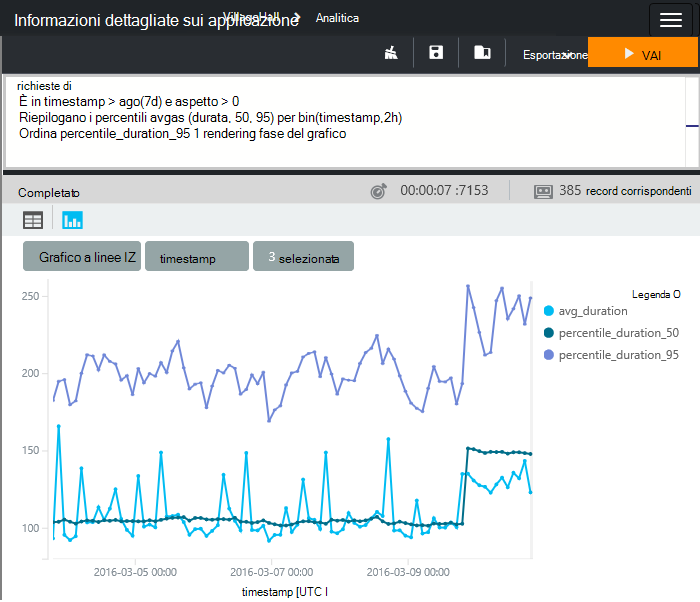 Informazioni dettagliate sui applicazione VillageHall Analitica
Esportazione VAI
richieste di
È in timestamp > ago(7d) e aspetto > 0
Riepilogano i percentili avgas (durata, 50, 95) per bin(timestamp,2h)
Ordina percentile_duration_95 1 rendering fase del grafico
Completato 00:00:07 :7153 385 record corrispondenti
Grafico a linee IZ timestamp 3 selezionata
Legenda O
avg_duration
percentile_duration_50
percentile_duration_95
250
200
150
100
2016-03-05 00:00 2016-03-07 00:00 2016-03-09 00:00
timestamp [UTC I